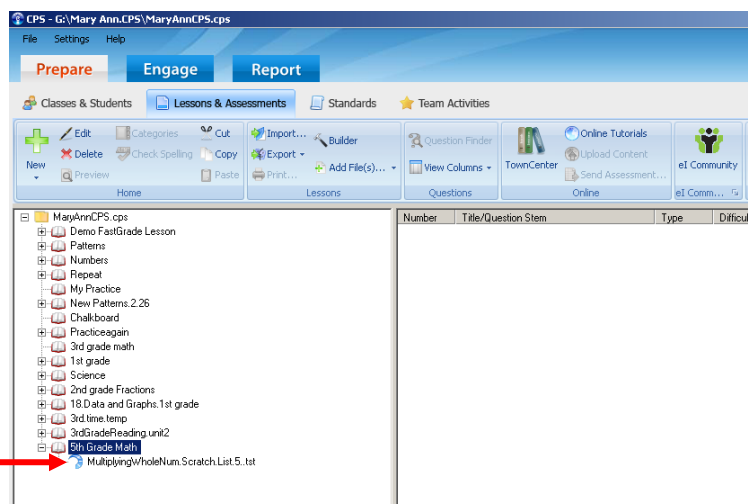 CPS - G:\Mary Ann.CPS\MaryAnnCPS.cps
File Settings Help
Prepare Engage Report
Classes & Students Lessons & Assessments Standards Team Activities
New Edit Categories Cut Import... Builder Question Finder TownCenter Online Tutorials eI Community
Delete Check Spelling Copy Export Add File(s)... View Columns Upload Content
Preview Paste Print... Send Assessment...
Home Lessons Questions Online eI Comm...
MaryAnnCPS.cps
Number Title/Question Stem Type Difficul
Demo FastGrade Lesson
Patterns
Numbers
Repeat
My Practice
New Patterns.2.26
Chalkboard
Practiceagain
3rd grade math
1st grade
Science
2nd grade Fractions
18.Data and Graphs.1st grade
3rd.time.temp
3rdGradeReading.unit2
5th Grade Math
MultiplyingWholeNum.Scratch.List.5..tst